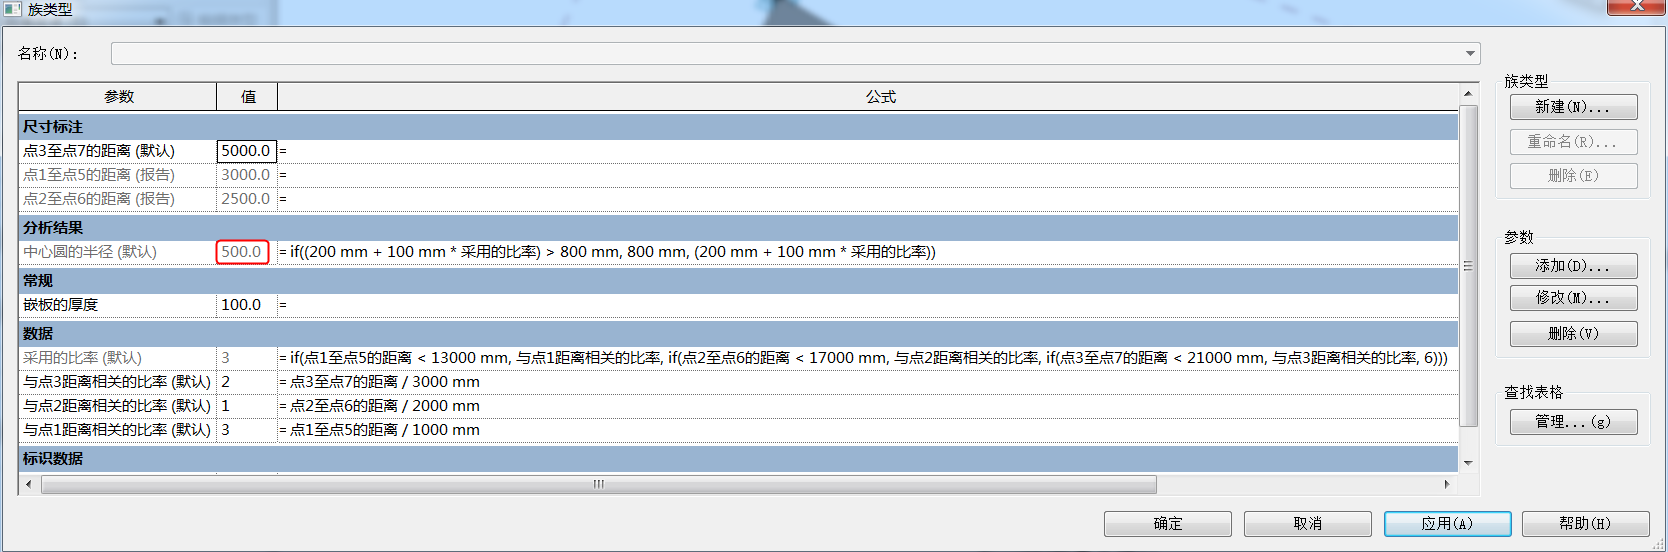 族类型
名称(N):
参数 值 公式
尺寸标注
点3至点7的距离 (默认) 5000.0 =
点1至点5的距离 (报告) 3000.0 =
点2至点6的距离 (报告) 2500.0 =
分析结果
中心圆的半径 (默认) 500.0 = if((200 mm + 100 mm * 采用的比率) > 800 mm, 800 mm, (200 mm + 100 mm * 采用的比率))
常规
嵌板的厚度 100.0 =
数据
采用的比率 (默认) 3 = if(点1至点5的距离 < 13000 mm, 与点1距离相关的比率, if(点2至点6的距离 < 17000 mm, 与点2距离相关的比率, if(点3至点7的距离 < 21000 mm, 与点3距离相关的比率, 6)))
与点3距离相关的比率 (默认) 2 = 点3至点7的距离 / 3000 mm
与点2距离相关的比率 (默认) 1 = 点2至点6的距离 / 2000 mm
与点1距离相关的比率 (默认) 3 = 点1至点5的距离 / 1000 mm
标识数据
族类型
新建(N)...
重命名(R)...
删除(E)
参数
添加(D)...
修改(M)...
删除(V)
查找表格
管理...(g)
确定 取消 应用(A) 帮助(H)